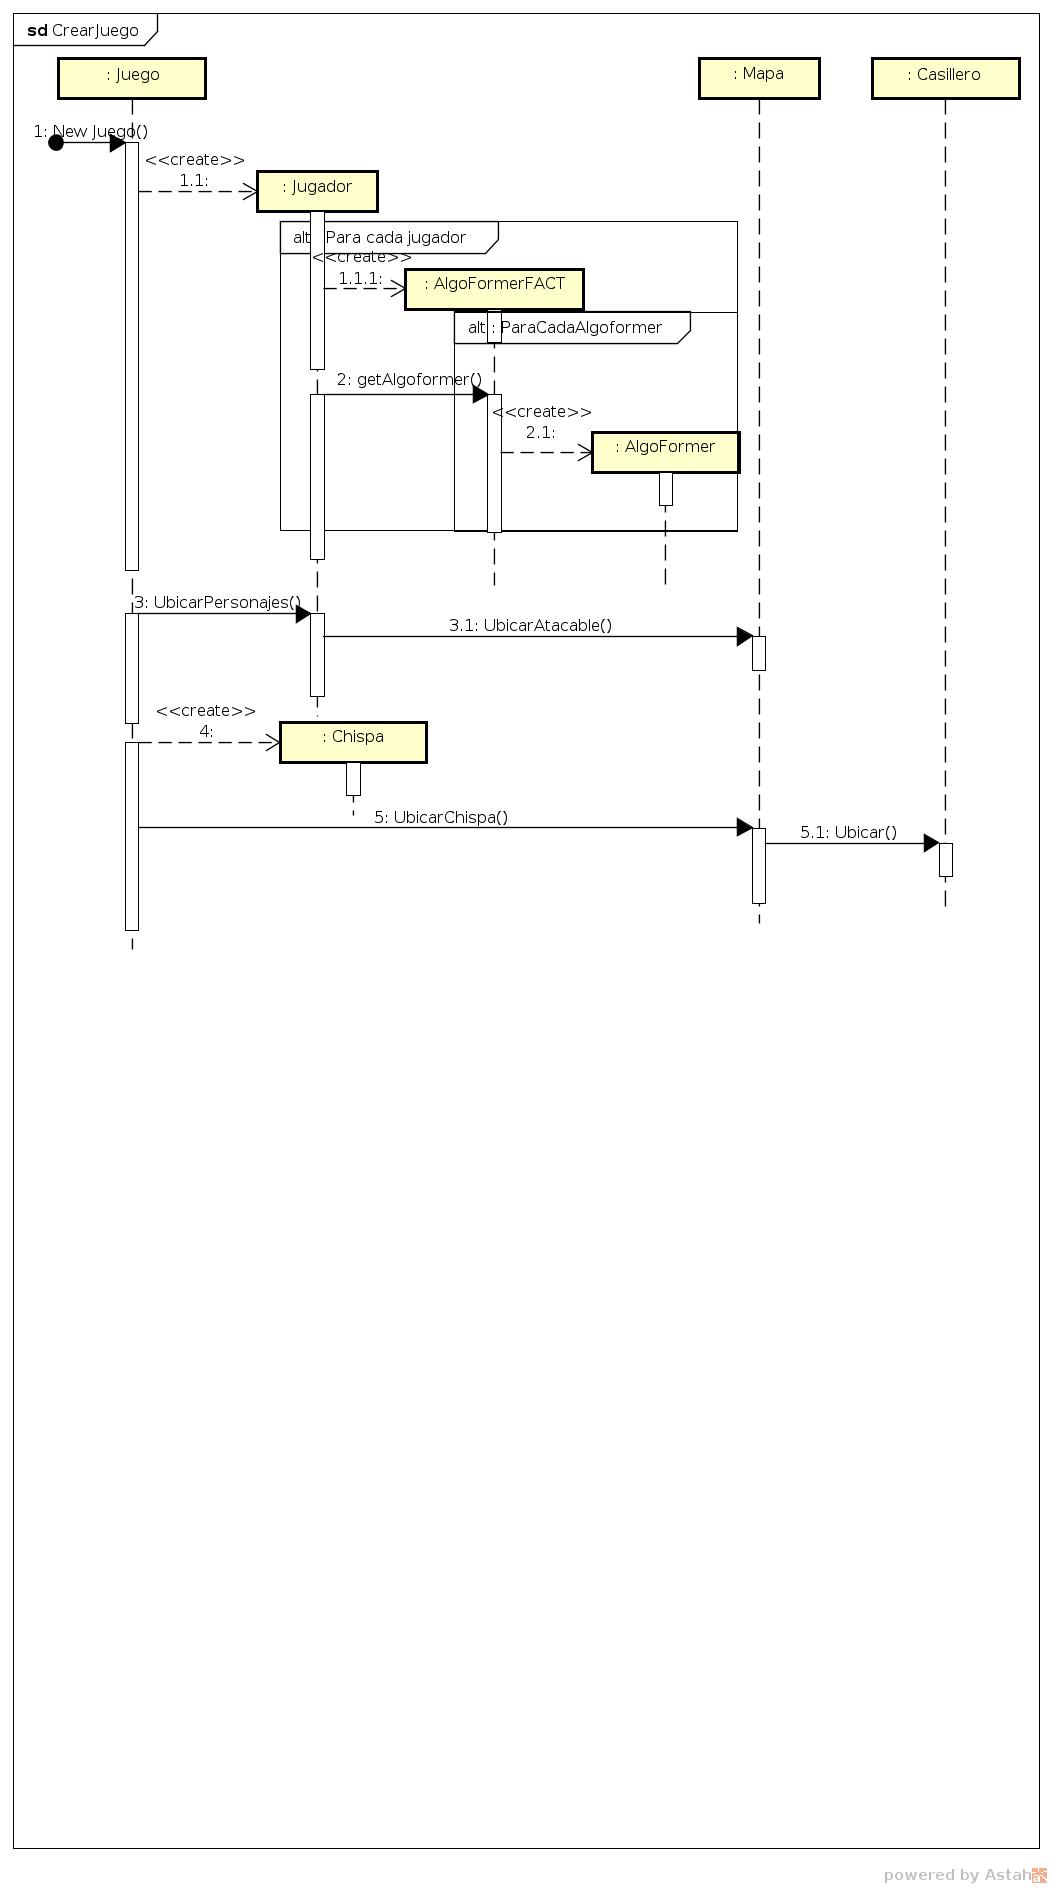 sd CrearJuego
: Juego
: Mapa
: Casillero
1: New Juego()
<<create>>
1.1:
: Jugador
alt : Para cada jugador
<<create>>
1.1.1:
: AlgoFormerFACT
alt : ParaCadaAlgoformer
2: getAlgoformer()
<<create>>
2.1:
: AlgoFormer
3: UbicarPersonajes()
3.1: UbicarAtacable()
<<create>>
4:
: Chispa
5: UbicarChispa()
5.1: Ubicar()
powered by Astah